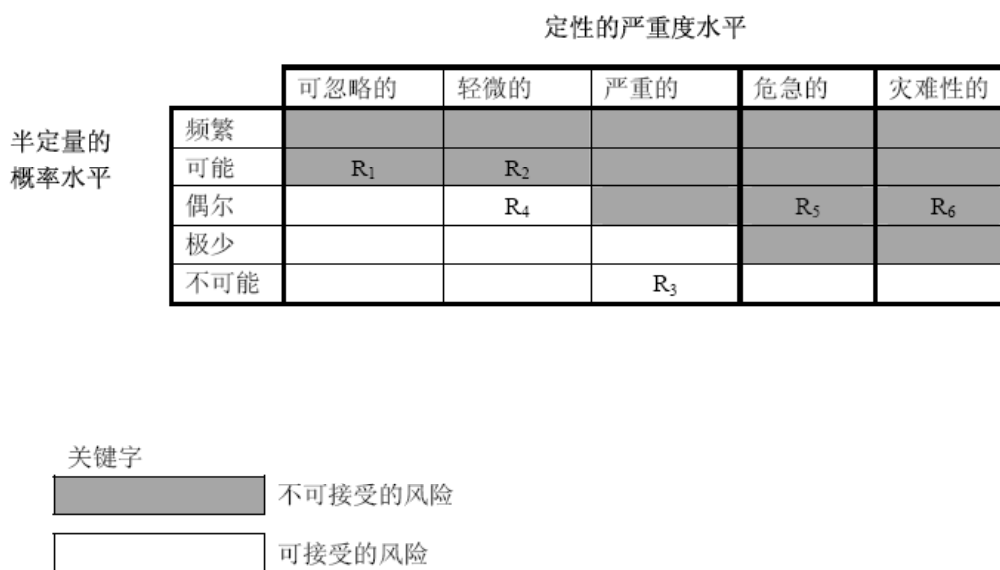 定性的严重度水平
可忽略的 轻微的 严重的 危急的 灾难性的
半定量的
概率水平
频繁
可能 R₁ R₂
偶尔 R₄ R₅ R₆
极少
不可能 R₃
关键字
不可接受的风险
可接受的风险